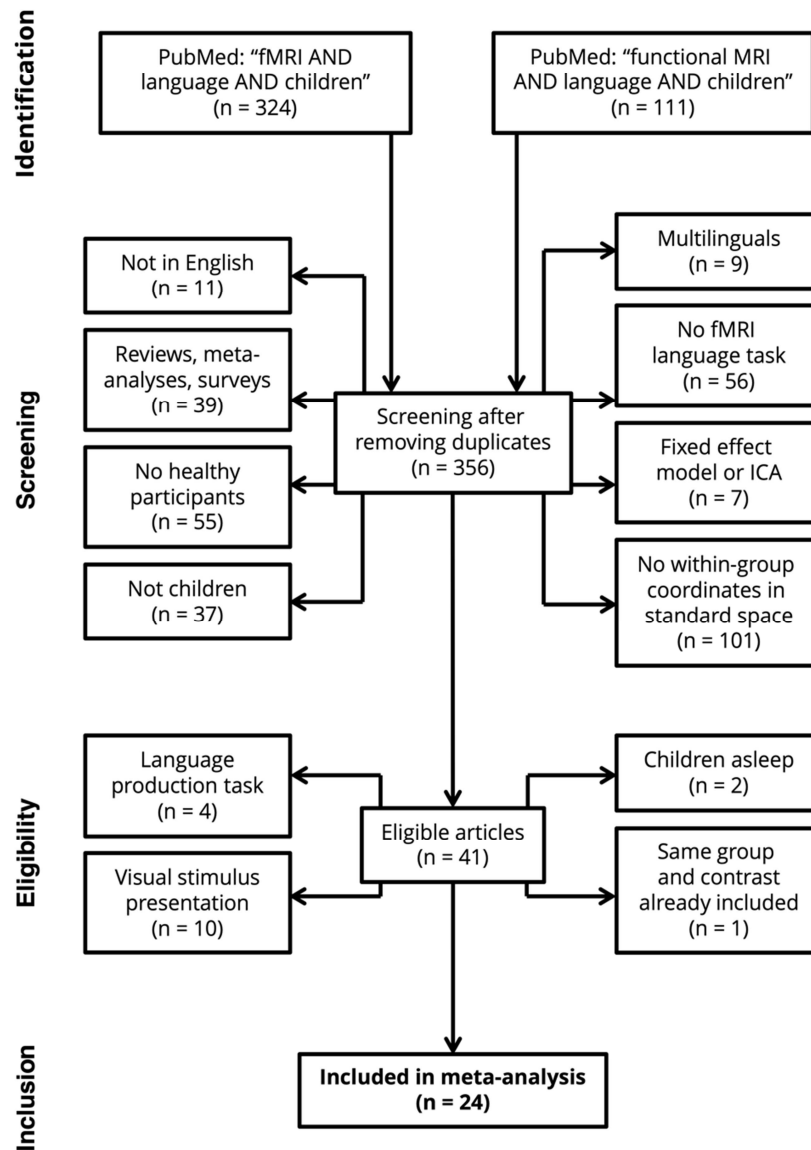 Identification
PubMed: “fMRI AND
language AND children”
(n = 324)
PubMed: “functional MRI
AND language AND children”
(n = 111)
Screening
Not in English
(n = 11)
Reviews, meta-
analyses, surveys
(n = 39)
No healthy
participants
(n = 55)
Not children
(n = 37)
Screening after
removing duplicates
(n = 356)
Multilinguals
(n = 9)
No fMRI
language task
(n = 56)
Fixed effect
model or ICA
(n = 7)
No within-group
coordinates in
standard space
(n = 101)
Eligibility
Language
production task
(n = 4)
Visual stimulus
presentation
(n = 10)
Eligible articles
(n = 41)
Children asleep
(n = 2)
Same group
and contrast
already included
(n = 1)
Inclusion
Included in meta-analysis
(n = 24)